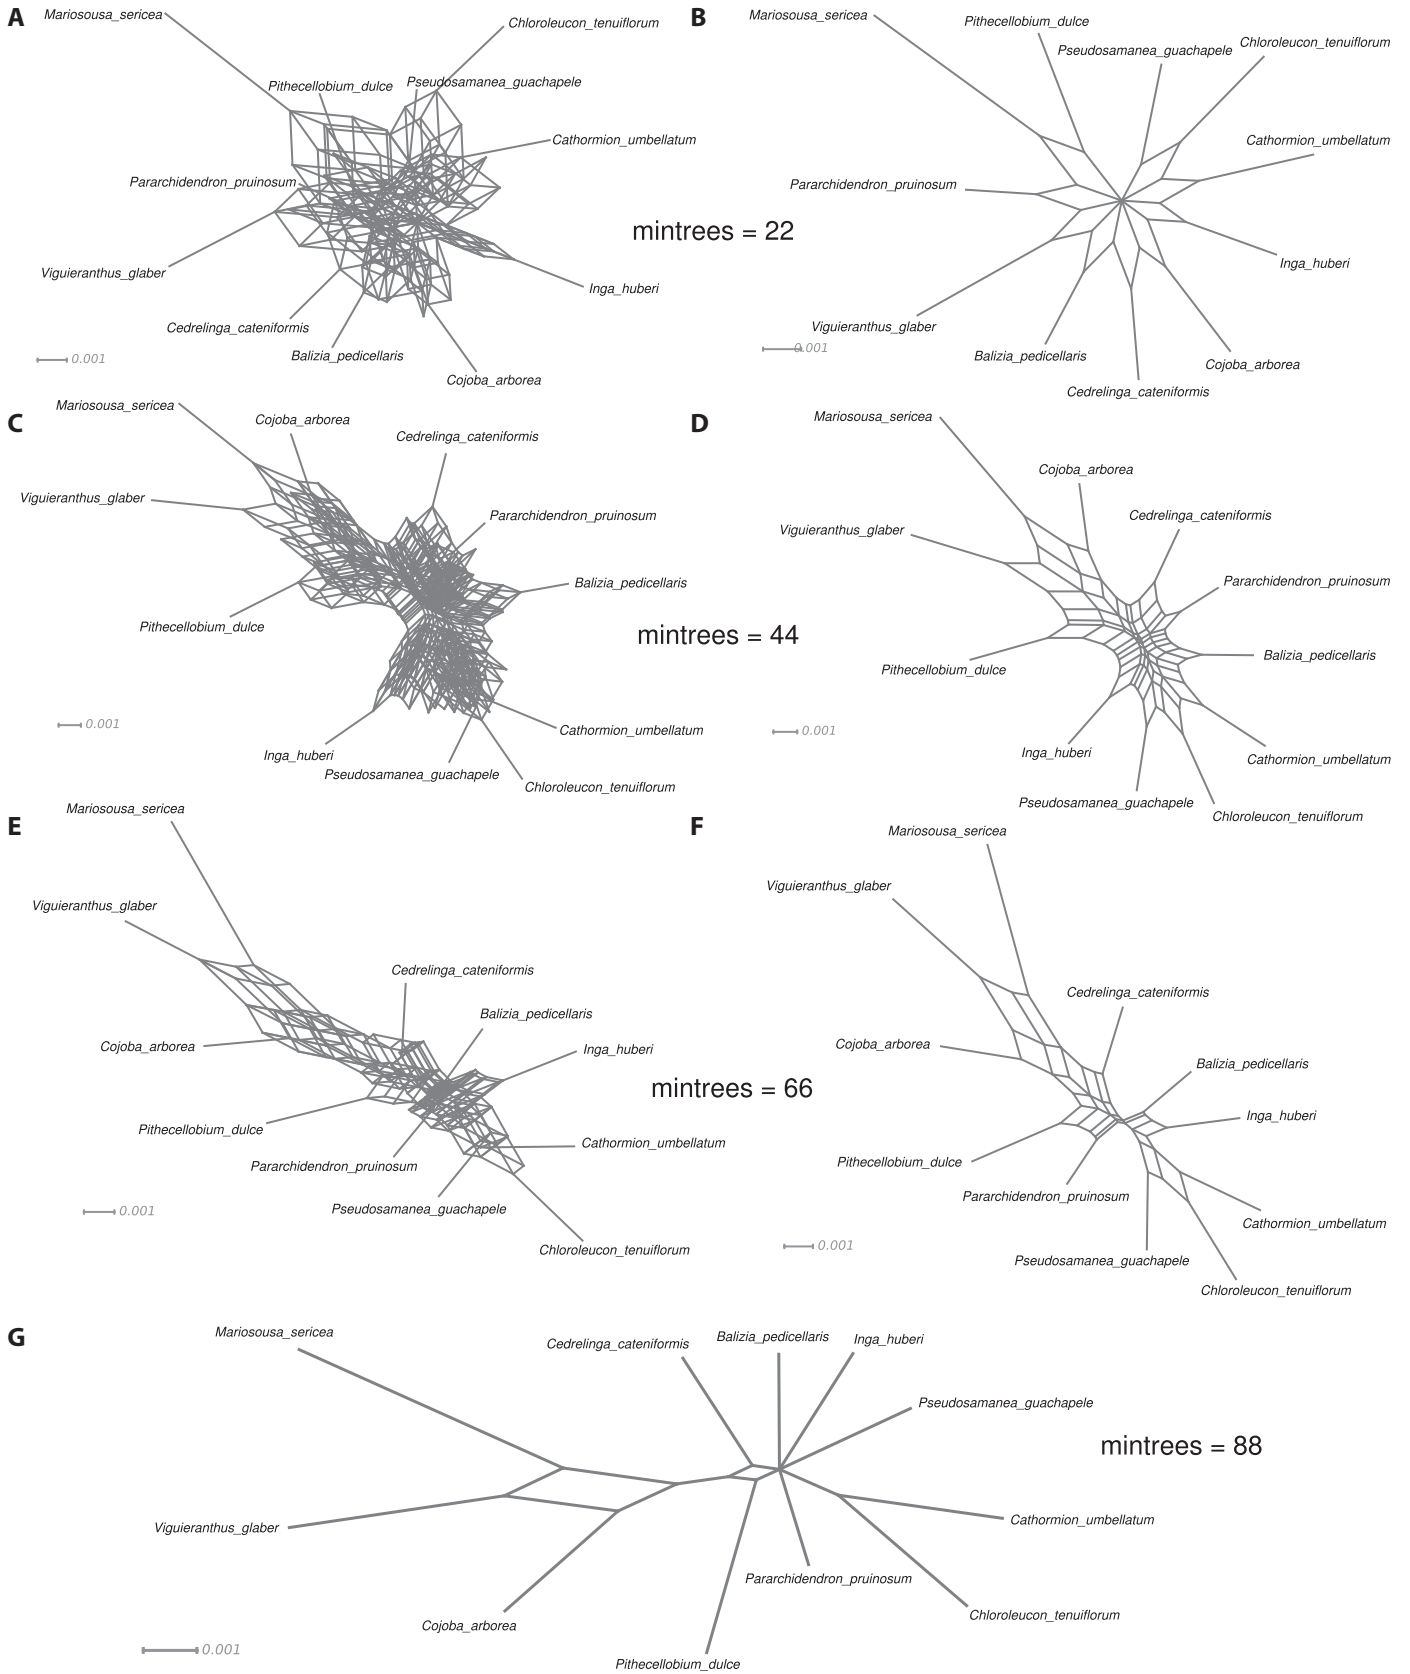 A
Mariosousa_sericea
Chloroleucon_tenuiflorum
Pithecellobium_dulce
Pseudosamanea_guachapele
Cathormion_umbellatum
Pararchidendron_pruinosum
Viguieranthus_glaber
Inga_huberi
Cedrelinga_cateniformis
Balizia_pedicellaris
Cojoba_arborea
0.001
mintrees = 22
B
Mariosousa_sericea
Pithecellobium_dulce
Chloroleucon_tenuiflorum
Pseudosamanea_guachapele
Cathormion_umbellatum
Pararchidendron_pruinosum
Inga_huberi
Viguieranthus_glaber
Balizia_pedicellaris
Cojoba_arborea
Cedrelinga_cateniformis
0.001
C
Mariosousa_sericea
Cojoba_arborea
Cedrelinga_cateniformis
Viguieranthus_glaber
Pararchidendron_pruinosum
Balizia_pedicellaris
Pithecellobium_dulce
Cathormion_umbellatum
Inga_huberi
Pseudosamanea_guachapele
Chloroleucon_tenuiflorum
0.001
mintrees = 44
D
Mariosousa_sericea
Cojoba_arborea
Cedrelinga_cateniformis
Viguieranthus_glaber
Pararchidendron_pruinosum
Balizia_pedicellaris
Pithecellobium_dulce
Inga_huberi
Cathormion_umbellatum
Pseudosamanea_guachapele
Chloroleucon_tenuiflorum
0.001
E
Mariosousa_sericea
Viguieranthus_glaber
Cedrelinga_cateniformis
Balizia_pedicellaris
Cojoba_arborea
Inga_huberi
Pithecellobium_dulce
Cathormion_umbellatum
Pararchidendron_pruinosum
Pseudosamanea_guachapele
Chloroleucon_tenuiflorum
0.001
mintrees = 66
F
Mariosousa_sericea
Viguieranthus_glaber
Cedrelinga_cateniformis
Cojoba_arborea
Balizia_pedicellaris
Inga_huberi
Pithecellobium_dulce
Pararchidendron_pruinosum
Cathormion_umbellatum
Pseudosamanea_guachapele
Chloroleucon_tenuiflorum
0.001
G
Mariosousa_sericea
Cedrelinga_cateniformis
Balizia_pedicellaris
Inga_huberi
Pseudosamanea_guachapele
mintrees = 88
Viguieranthus_glaber
Cathormion_umbellatum
Pararchidendron_pruinosum
Chloroleucon_tenuiflorum
Cojoba_arborea
Pithecellobium_dulce
0.001